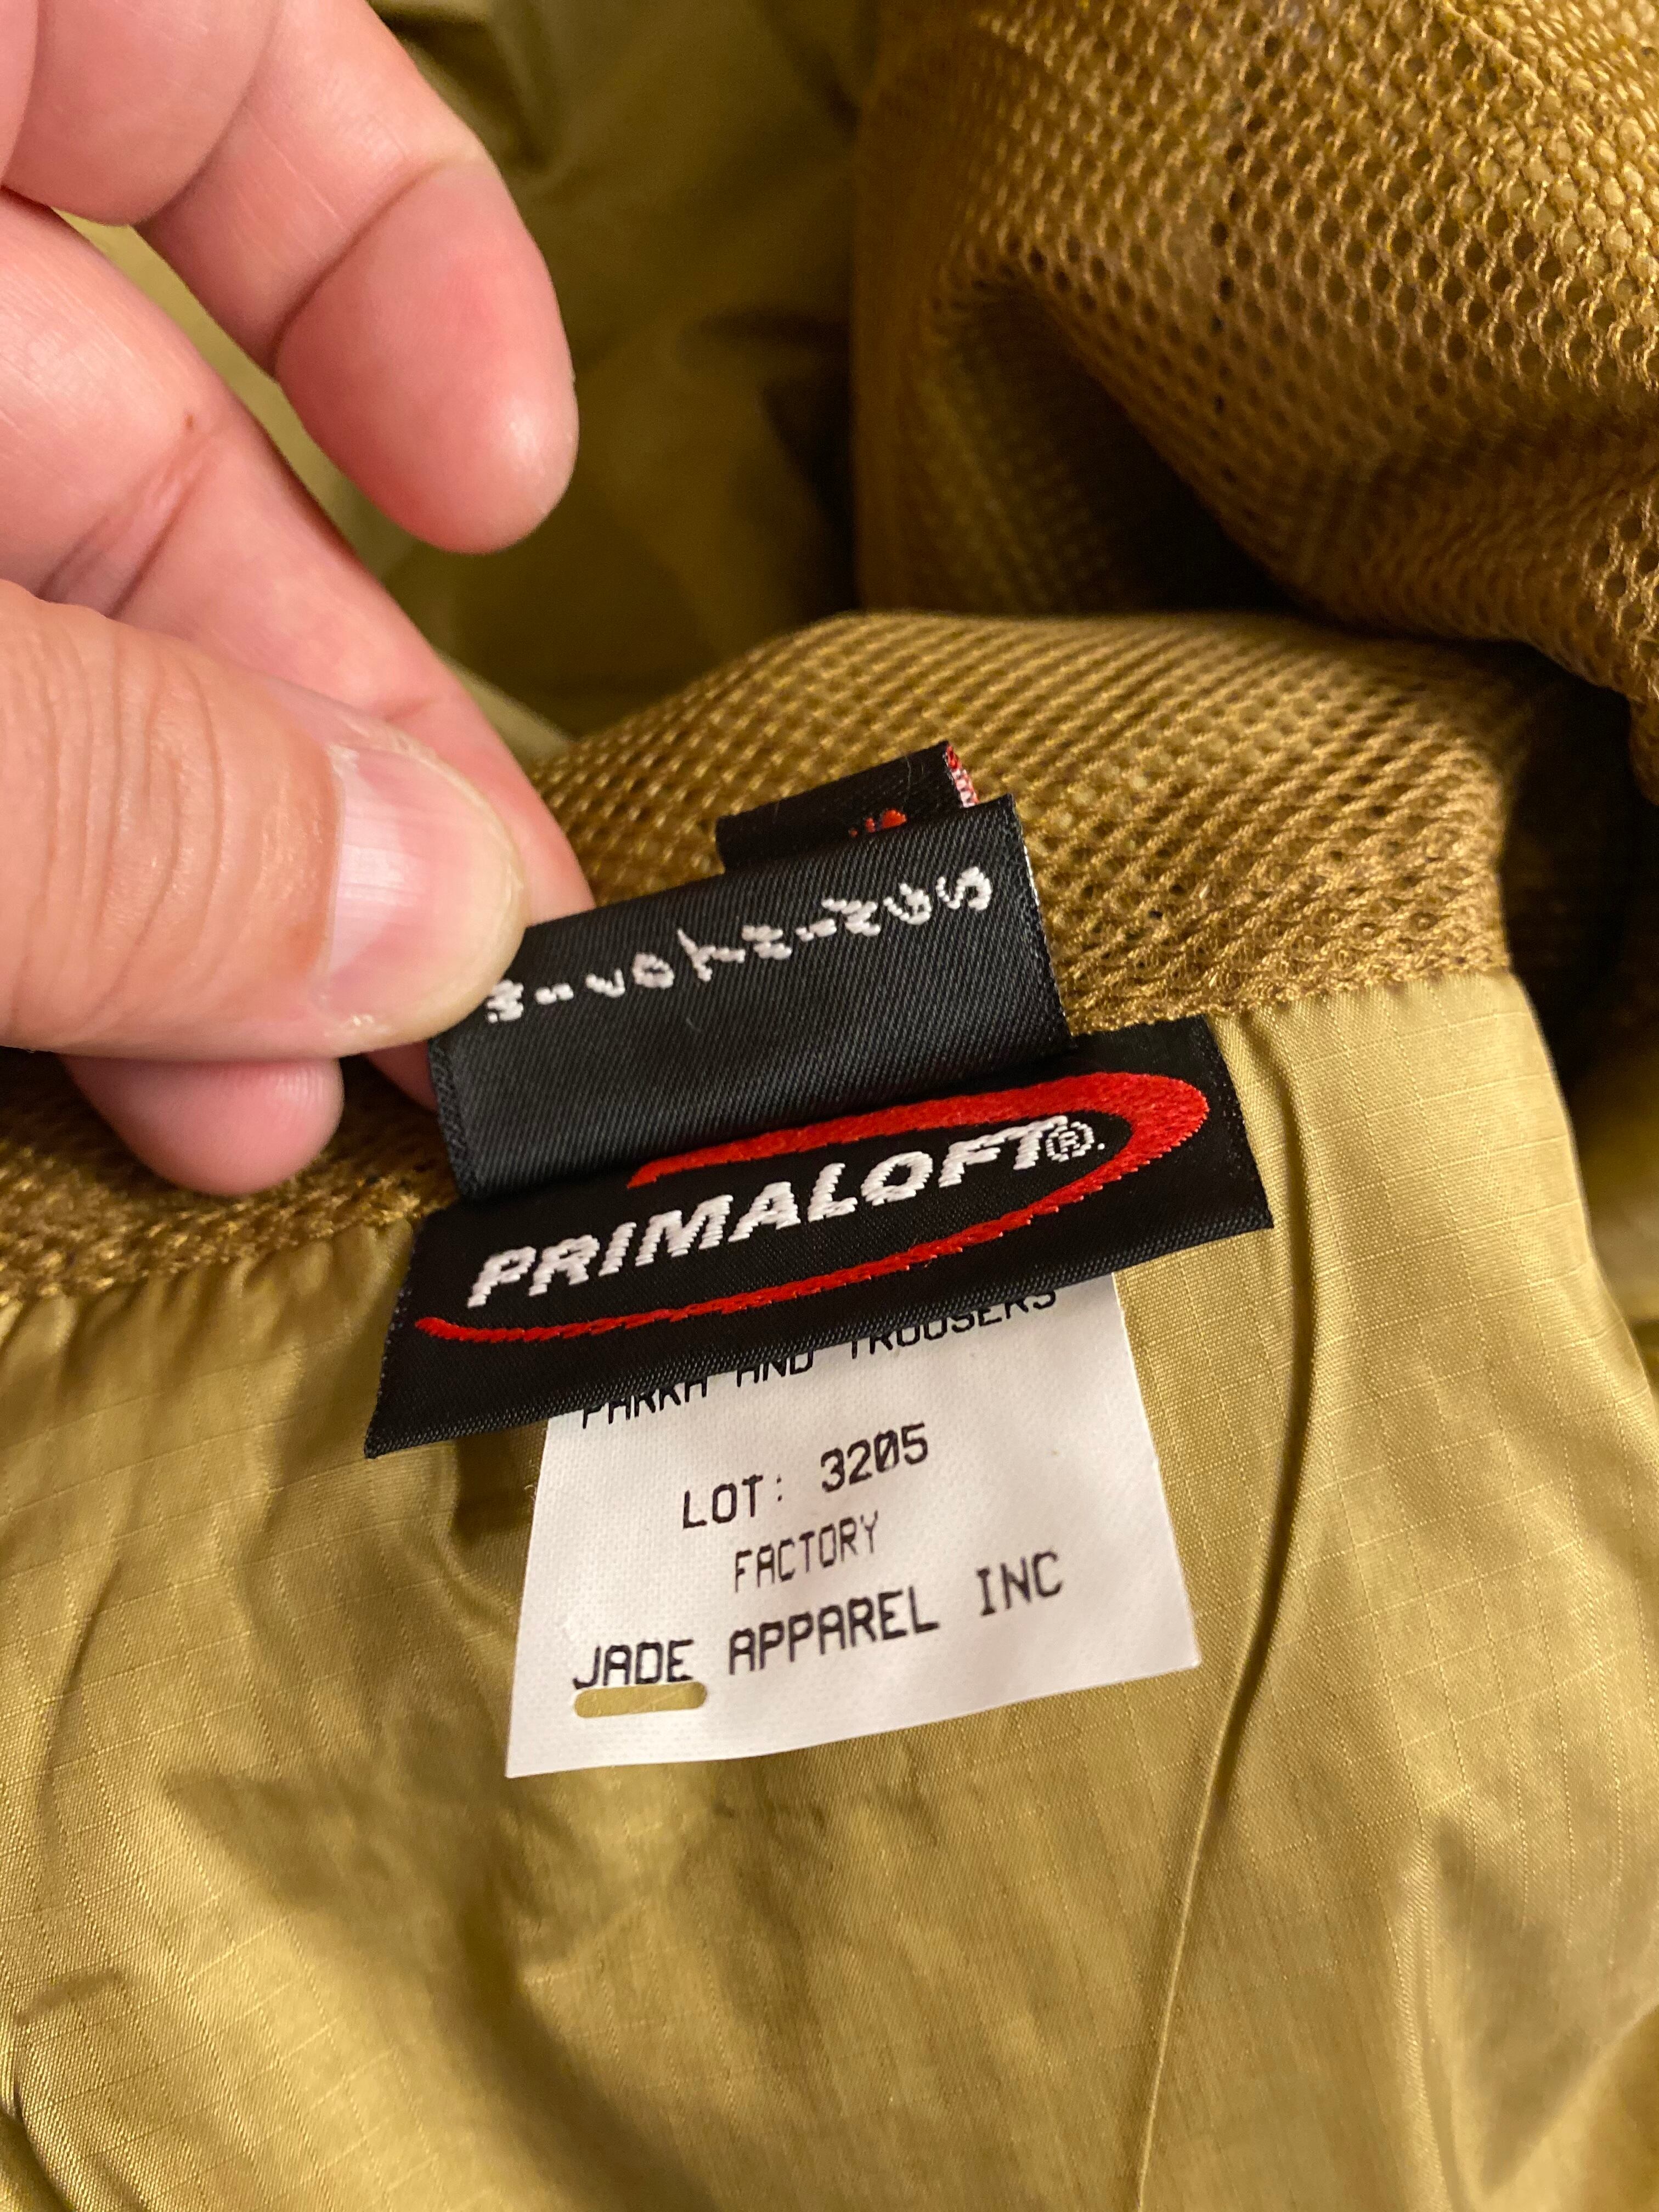 PRIMALOFT®.
PARKA AND TROUSERS
LOT: 3205
FACTORY
JADE APPAREL INC